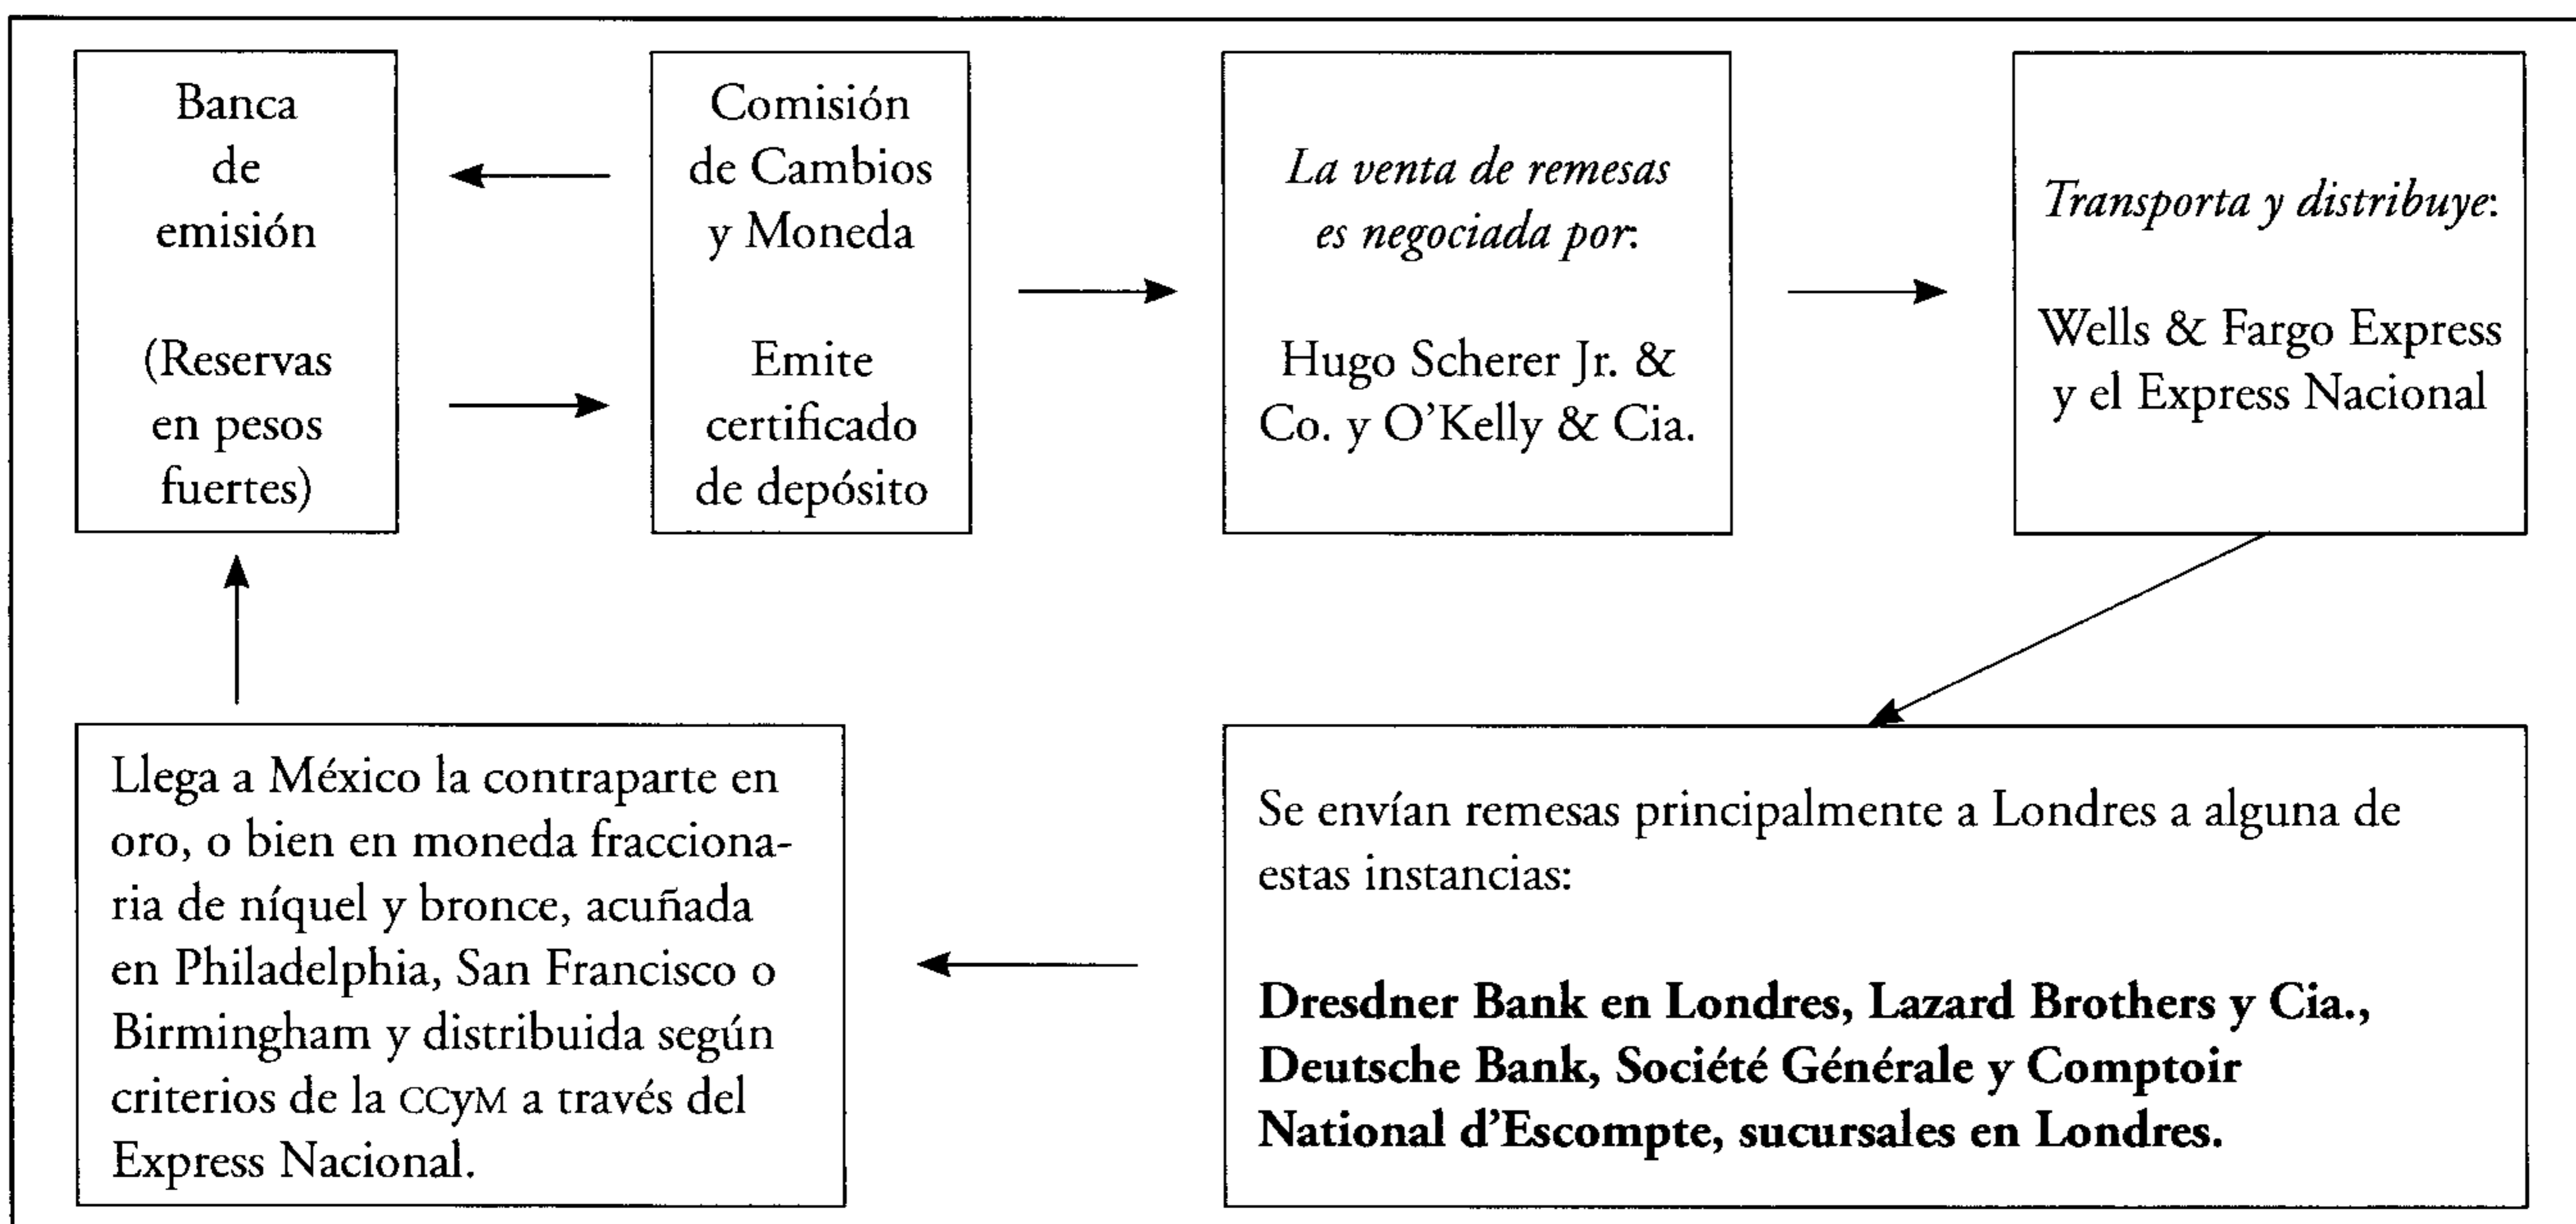 Banca
de
emisión
(Reservas
en pesos
fuertes)
Comisión
de Cambios
y Moneda
Emite
certificado
de depósito
La venta de remesas
es negociada por:
Hugo Scherer Jr. &
Co. y O’Kelly & Cia.
Transporta y distribuye:
Wells & Fargo Express
y el Express Nacional
Llega a México la contraparte en
oro, o bien en moneda fracciona-
ria de níquel y bronce, acuñada
en Philadelphia, San Francisco o
Birmingham y distribuida según
criterios de la CCyM a través del
Express Nacional.
Se envían remesas principalmente a Londres a alguna de
estas instancias:
Dresdner Bank en Londres, Lazard Brothers y Cia.,
Deutsche Bank, Société Générale y Comptoir
National d’Escompte, sucursales en Londres.